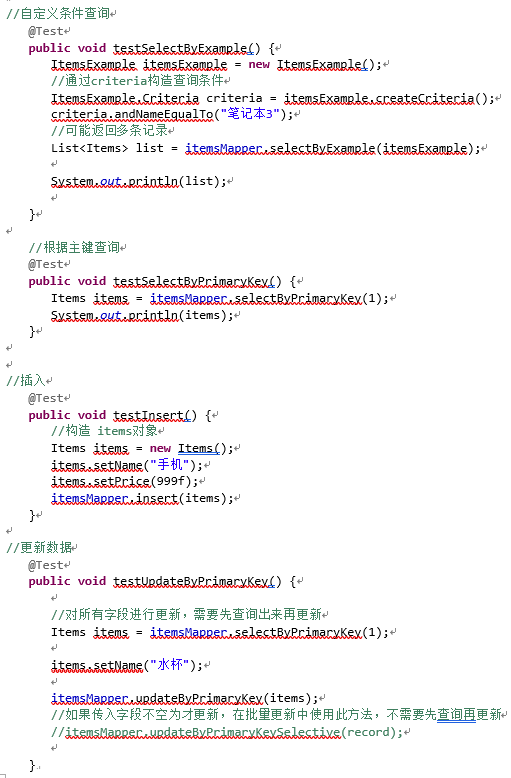 //自定义条件查询
@Test
public void testSelectByExample() {
ItemsExample itemsExample = new ItemsExample();
//通过criteria构造查询条件
ItemsExample.Criteria criteria = itemsExample.createCriteria();
criteria.andNameEqualTo("笔记本3");
//可能返回多条记录
List<Items> list = itemsMapper.selectByExample(itemsExample);
System.out.println(list);
}
//根据主键查询
@Test
public void testSelectByPrimaryKey() {
Items items = itemsMapper.selectByPrimaryKey(1);
System.out.println(items);
}
//插入
@Test
public void testInsert() {
//构造 items对象
Items items = new Items();
items.setName("手机");
items.setPrice(999f);
itemsMapper.insert(items);
}
//更新数据
@Test
public void testUpdateByPrimaryKey() {
//对所有字段进行更新，需要先查询出来再更新
Items items = itemsMapper.selectByPrimaryKey(1);
items.setName("水杯");
itemsMapper.updateByPrimaryKey(items);
//如果传入字段不空为才更新，在批量更新中使用此方法，不需要先查询再更新
//itemsMapper.updateByPrimaryKeySelective(record);
}